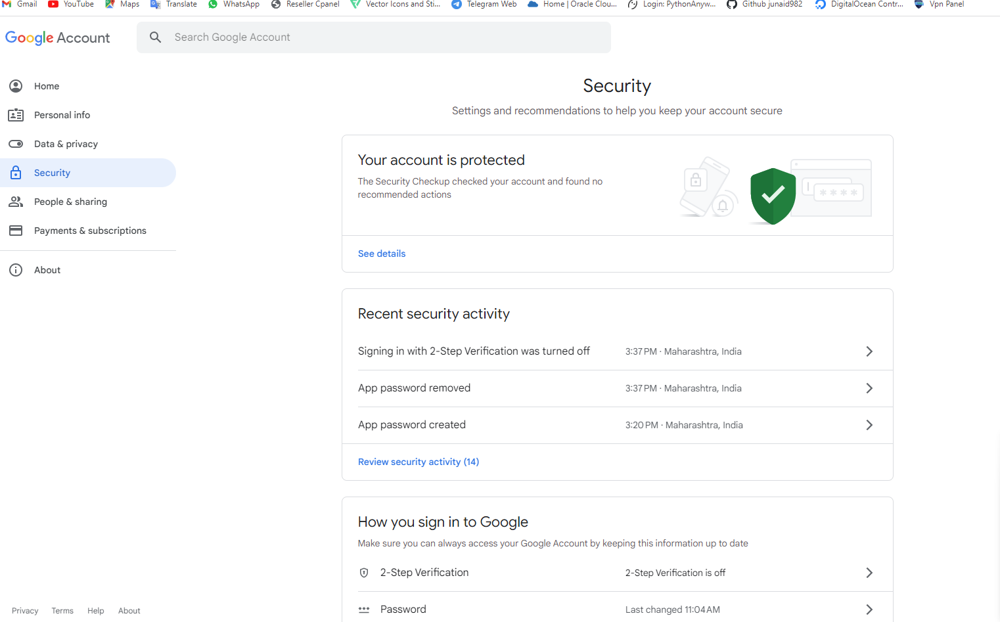 Gmail YouTube Maps Translate WhatsApp Reseller Cpanel Vector Icons and Sti... Telegram Web Home | Oracle Clou... Login: PythonAnyw... Github junaid982 DigitalOcean Contr... Vpn Panel
Google Account
Search Google Account
Home
Personal info
Data & privacy
Security
People & sharing
Payments & subscriptions
About
Security
Settings and recommendations to help you keep your account secure
Your account is protected
The Security Checkup checked your account and found no
recommended actions
See details
Recent security activity
Signing in with 2-Step Verification was turned off 3:37 PM · Maharashtra, India
App password removed 3:37 PM · Maharashtra, India
App password created 3:20 PM · Maharashtra, India
Review security activity (14)
How you sign in to Google
Make sure you can always access your Google Account by keeping this information up to date
2-Step Verification 2-Step Verification is off
Password Last changed 11:04 AM
Privacy Terms Help About